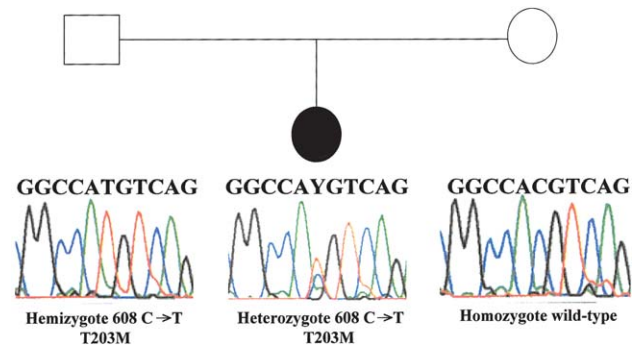 GGCCATGTCAG GGCCAYGTCAG GGCCACGTCAG
Hemizygote 608 C→T
T203M
Heterozygote 608 C→T
T203M
Homozygote wild-type